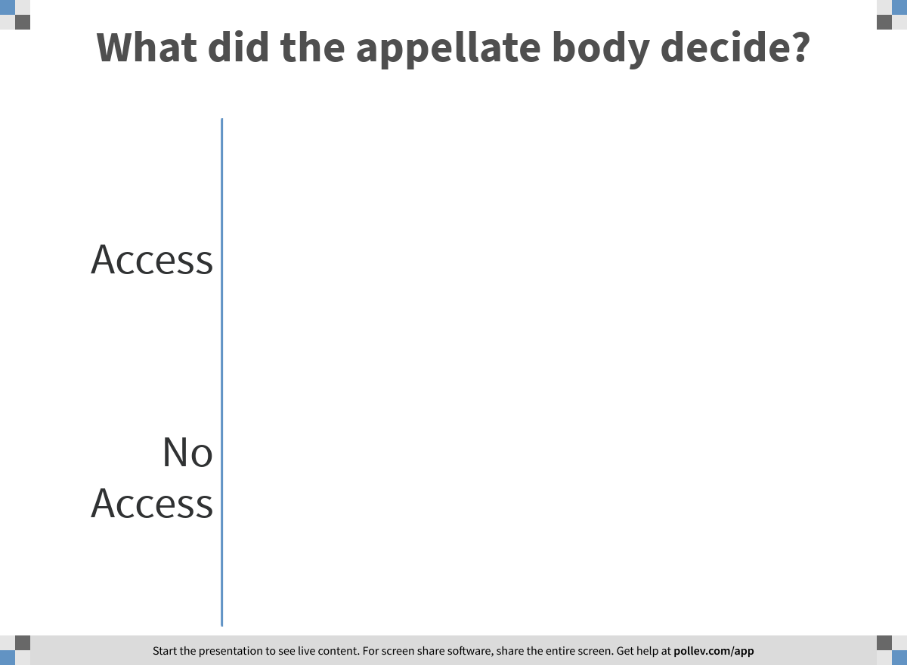 What did the appellate body decide?
Access
No
Access
Start the presentation to see live content. For screen share software, share the entire screen. Get help at pollev.com/app